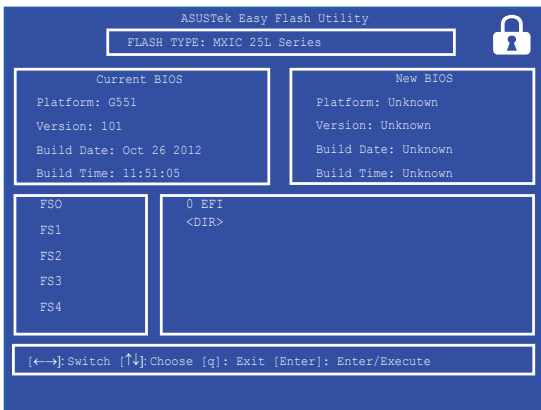 ASUSTek Easy Flash Utility
FLASH TYPE: MXIC 25L Series
Current BIOS
Platform: G551
Version: 101
Build Date: Oct 26 2012
Build Time: 11:51:05
New BIOS
Platform: Unknown
Version: Unknown
Build Date: Unknown
Build Time: Unknown
FSO
FS1
FS2
FS3
FS4
0 EFI
<DIR>
[←→]: Switch [↑↓]: Choose [q]: Exit [Enter]: Enter/Execute